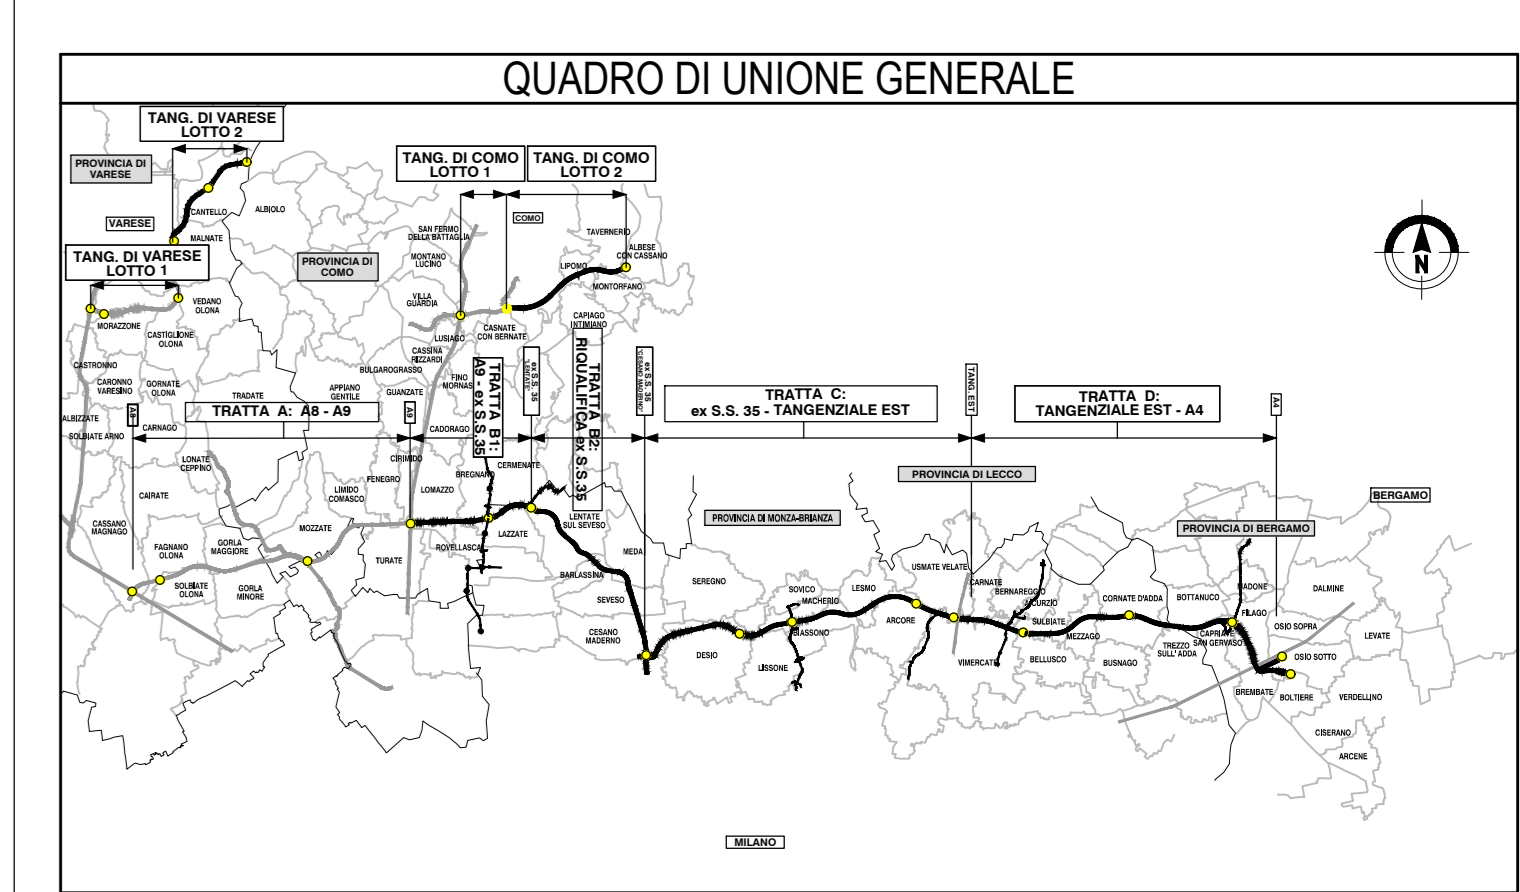 QUADRO DI UNIONE GENERALE
TANG. DI VARESE
LOTTO 2
PROVINCIA DI
VARESE
VARESE
CANTELLO
ALBIOLO
MALNATE
TANG. DI VARESE
LOTTO 1
VEDANO
OLONA
MORAZZONE
CASTIGLIONE
OLONA
PROVINCIA DI
COMO
TANG. DI COMO
LOTTO 1
TANG. DI COMO
LOTTO 2
COMO
SAN FERMO
DELLA BATTAGLIA
MONTANO
LUCINO
TAVERNERIO
ALBESE
CON CASSANO
LIPOMO
MONTORFANO
VILLA
GUARDIA
CAPIAGO
INTIMIANO
CASNATE
CON BERNATE
LUSIAGO
CASSINA
RIZZARDI
BULGAROGRASSO
FINO
MORNAS
GUANZATE
APPIANO
GENTILE
CASTRONNO
CARONNO
VARESINO
GORNATE
OLONA
TRADATE
ALBIZZATE
SOLBIATE ARNO
CARNAGO
A8
TRATTA A: A8 - A9
A9
TRATTA B1:
A9 - ex S.S.35
ex S.S. 35
"LENTATE"
TRATTA B2:
RIQUALIFICA ex S.S.35
ex S.S. 35
"CESANO MADERNO"
TRATTA C:
ex S.S. 35 - TANGENZIALE EST
TANG. EST
TRATTA D:
TANGENZIALE EST - A4
A4
N
CADORAGO
CIRIMIDO
FENEGRO
LONATE
CEPPINO
LIMIDO
COMASCO
LOMAZZO
BREGNANO
CERMENATE
CAIRATE
CASSANO
MAGNAGO
MOZZATE
GORLA
MAGGIORE
FAGNANO
OLONA
SOLBIATE
OLONA
GORLA
MINORE
TURATE
ROVELLASCA
LAZZATE
LENTATE
SUL SEVESO
MEDA
BARLASSINA
SEVESO
CESANO
MADERNO
PROVINCIA DI MONZA-BRIANZA
PROVINCIA DI LECCO
BERGAMO
PROVINCIA DI BERGAMO
SEREGNO
DESIO
SOVICO
MACHERIO
BIASSONO
LISSONE
LESMO
ARCORE
USMATE VELATE
CARNATE
BERNAREGGIO
VIMERCATE
SULBIATE
MEZZAGO
BELLUSCO
CORNATE D'ADDA
BUSNAGO
BOTTANUCO
TREZZO
SULL' ADDA
CAPRIATE
SAN GERVASO
MADONE
FILAGO
DALMINE
OSIO SOPRA
LEVATE
OSIO SOTTO
BREMBATE
BOLTIERE
VERDELLINO
CISERANO
ARCENE
MILANO